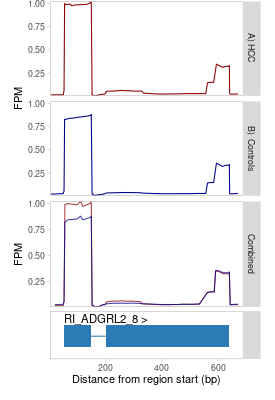 1.00
0.75
0.50
0.25
FPM
A) HCC
1.00
0.75
0.50
0.25
B) Controls
1.00
0.75
0.50
0.25
FPM
Combined
RI_ADGRL2_8 >
200
400
600
Distance from region start (bp)